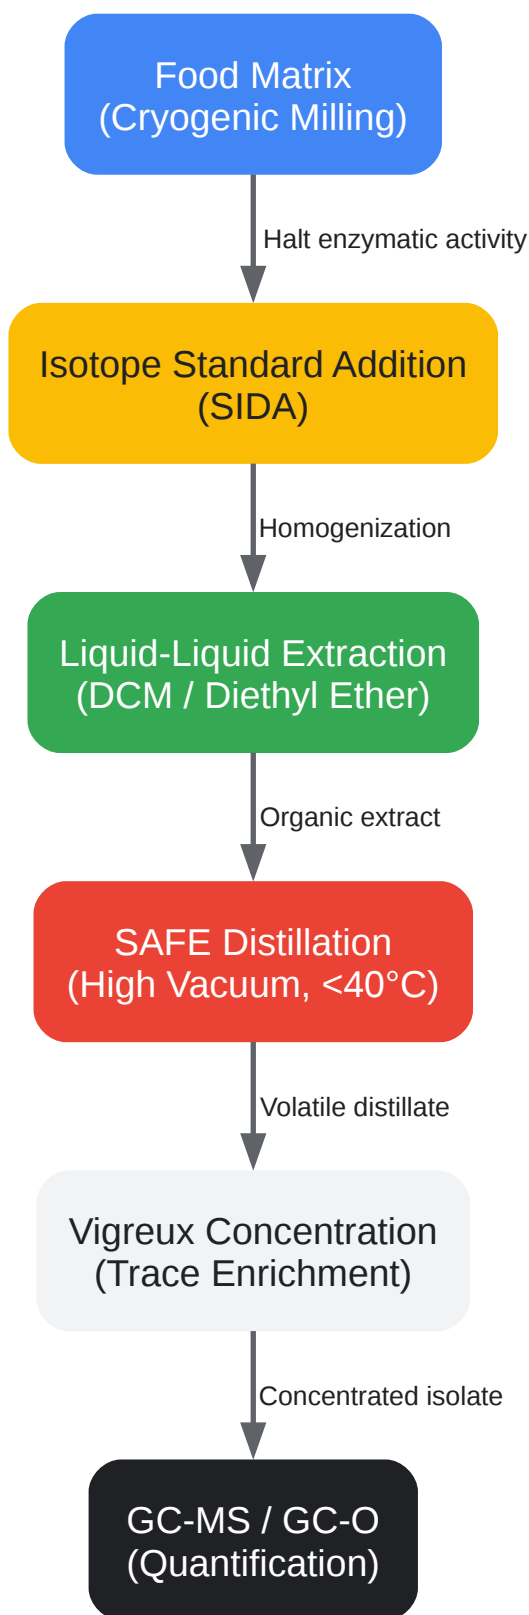 Food Matrix
(Cryogenic Milling)
Halt enzymatic activity
Isotope Standard Addition
(SIDA)
Homogenization
Liquid-Liquid Extraction
(DCM / Diethyl Ether)
Organic extract
SAFE Distillation
(High Vacuum, <40°C)
Volatile distillate
Vigreux Concentration
(Trace Enrichment)
Concentrated isolate
GC-MS / GC-O
(Quantification)